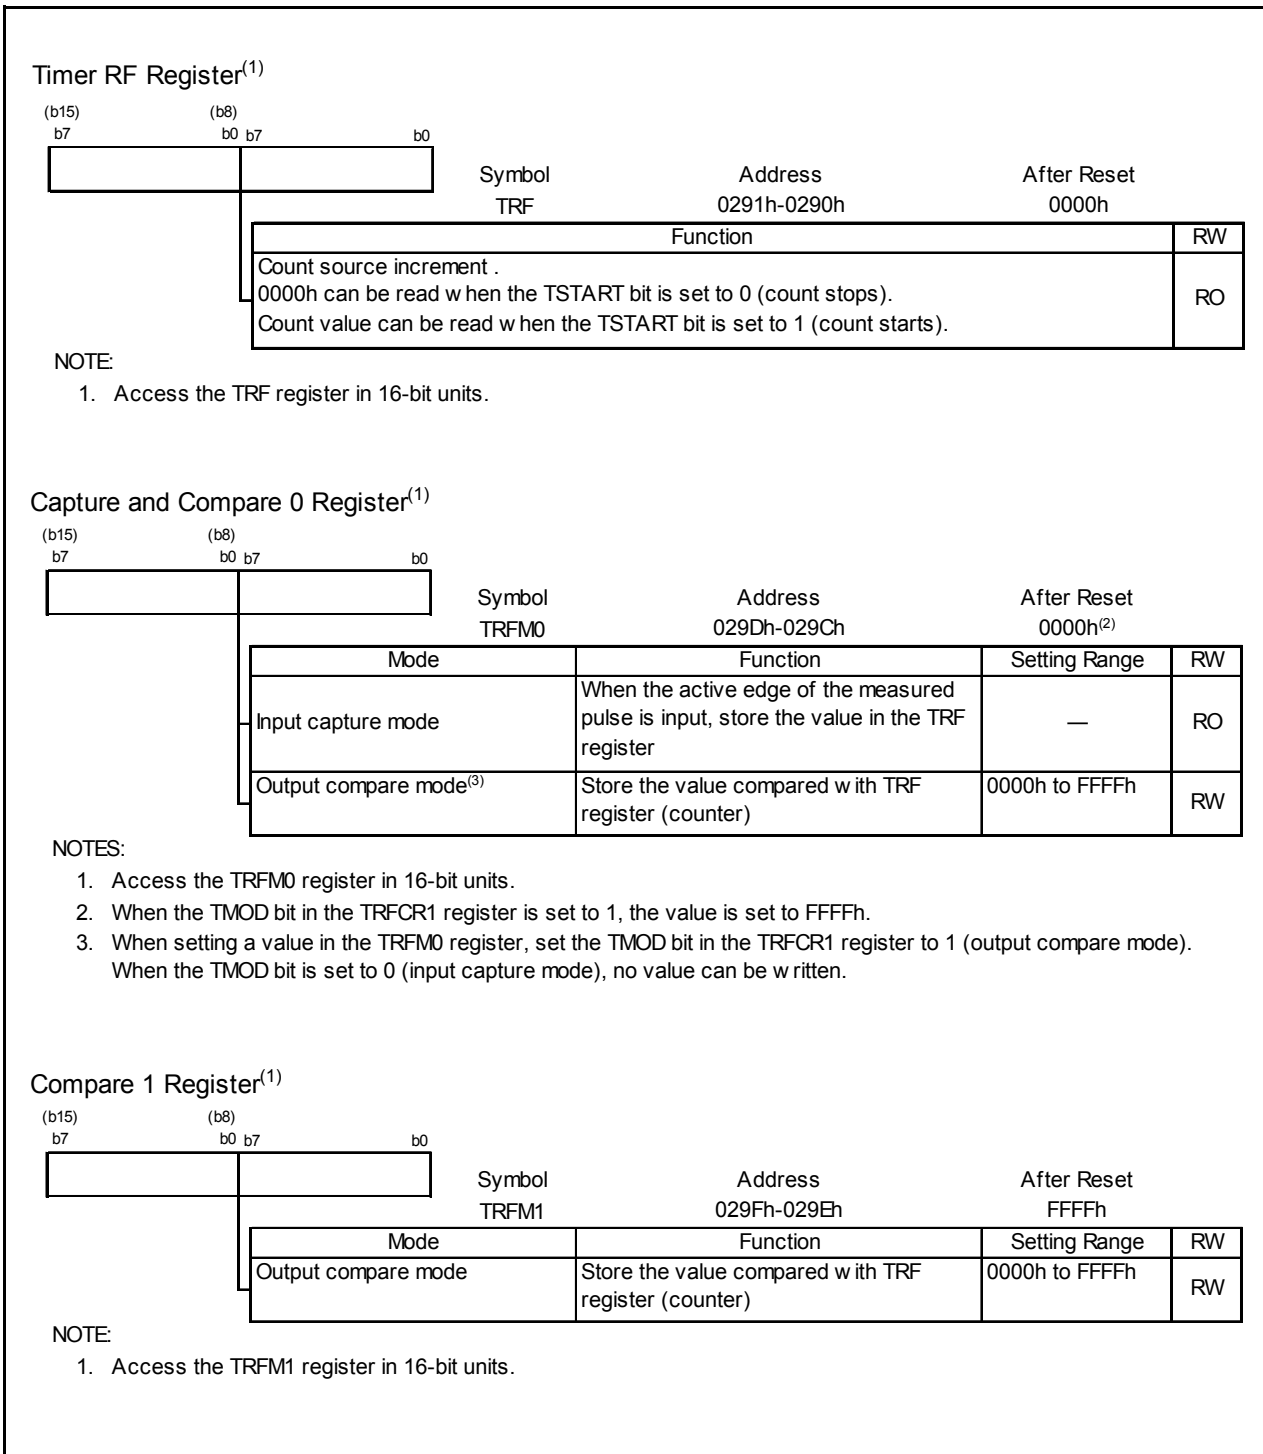 Timer RF Register(1)
(b15) (b8)
b7 b0 b7 b0
Symbol Address After Reset
TRF 0291h-0290h 0000h
Function RW
Count source increment .
0000h can be read w hen the TSTART bit is set to 0 (count stops).
RO
Count value can be read w hen the TSTART bit is set to 1 (count starts).
NOTE:
1. Access the TRF register in 16-bit units.
Capture and Compare 0 Register(1)
(b15) (b8)
b7 b0 b7 b0
Symbol Address After Reset
TRFM0 029Dh-029Ch 0000h(2)
Mode Function Setting Range RW
Input capture mode
When the active edge of the measured
pulse is input, store the value in the TRF
register
— RO
Output compare mode(3)
Store the value compared w ith TRF
register (counter)
0000h to FFFFh
RW
NOTES:
1. Access the TRFM0 register in 16-bit units.
2. When the TMOD bit in the TRFCR1 register is set to 1, the value is set to FFFFh.
3. When setting a value in the TRFM0 register, set the TMOD bit in the TRFCR1 register to 1 (output compare mode).
When the TMOD bit is set to 0 (input capture mode), no value can be w ritten.
Compare 1 Register(1)
(b15) (b8)
b7 b0 b7 b0
Symbol Address After Reset
TRFM1 029Fh-029Eh FFFFh
Mode Function Setting Range RW
Output compare mode
Store the value compared w ith TRF
register (counter)
0000h to FFFFh
RW
NOTE:
1. Access the TRFM1 register in 16-bit units.